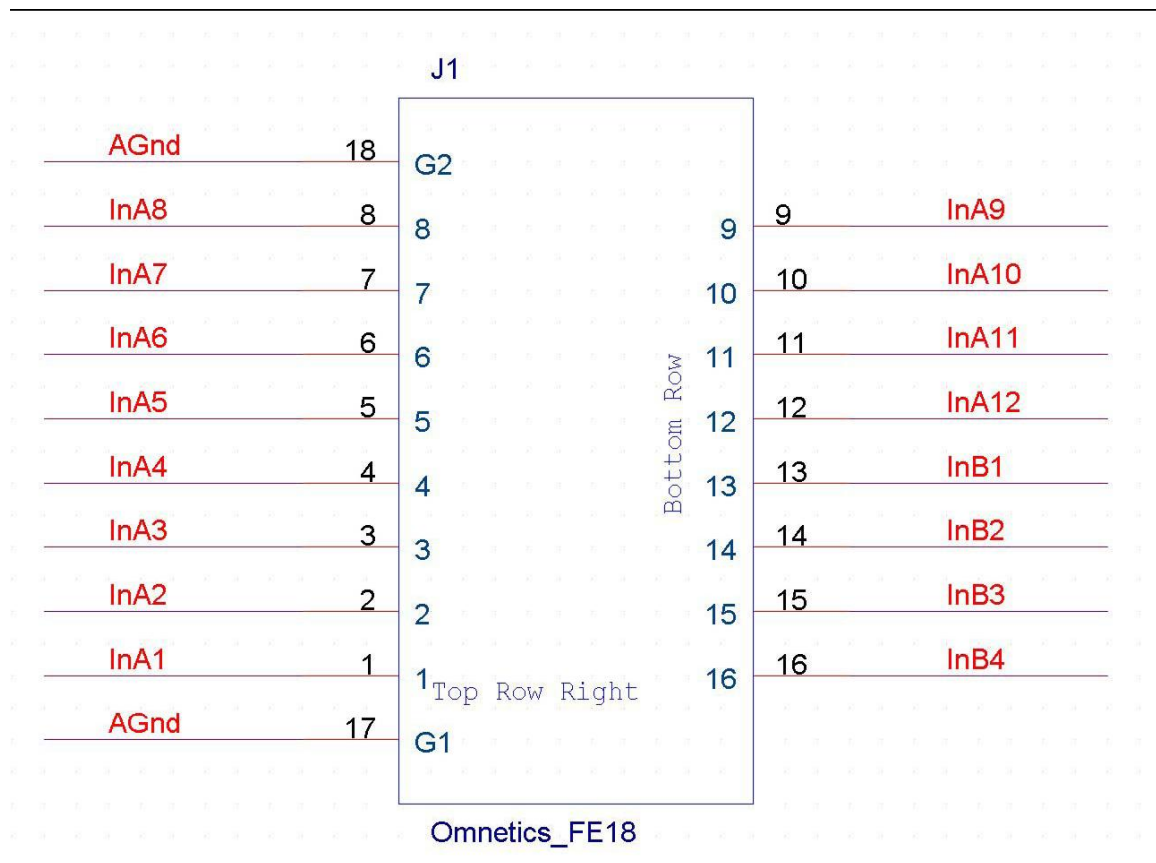 J1
AGnd 18 G2
InA8 8 8 9 9 InA9
InA7 7 7 10 10 InA10
InA6 6 6 11 11 InA11
InA5 5 5 12 12 InA12
InA4 4 4 13 13 InB1
InA3 3 3 14 14 InB2
InA2 2 2 15 15 InB3
InA1 1 1 16 16 InB4
Top Row Right
Bottom Row
AGnd 17 G1
Omnetics_FE18